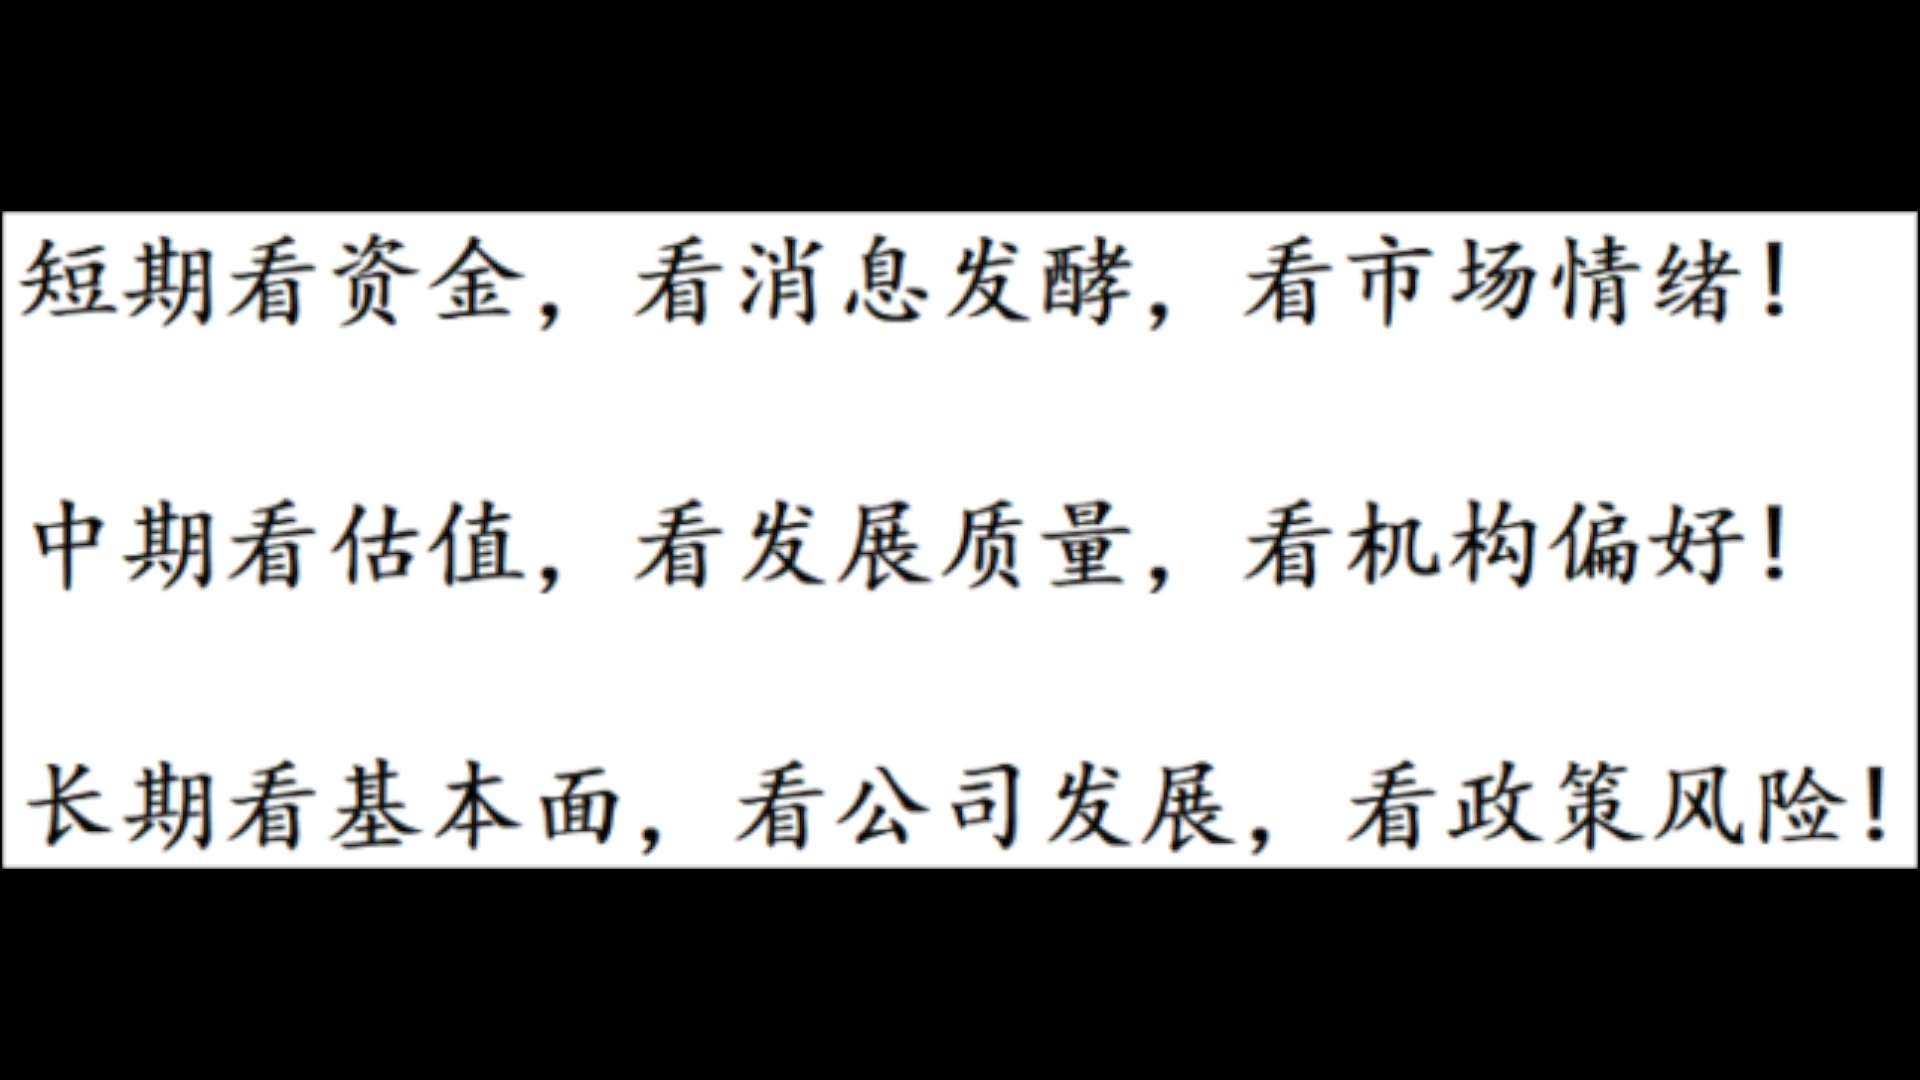 短期看资金，看消息发酵，看市场情绪！
中期看估值，看发展质量，看机构偏好！
长期看基本面，看公司发展，看政策风险！